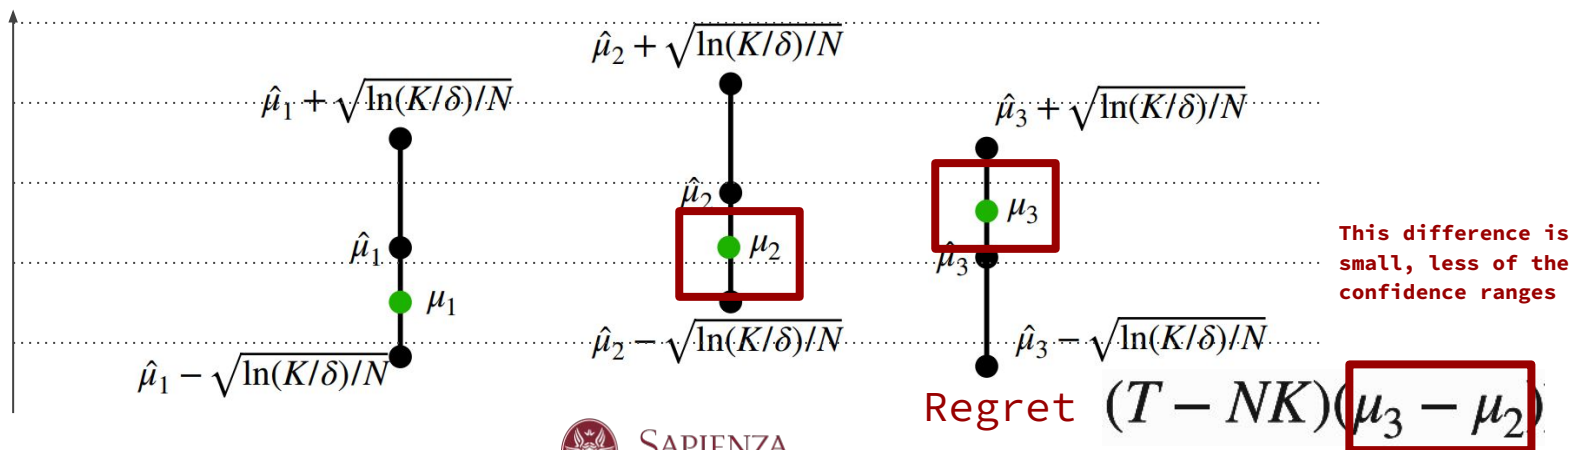 μ̂₂ + √ln(K/δ)/N
μ̂₁ + √ln(K/δ)/N
μ̂₃ + √ln(K/δ)/N
μ̂₂
μ₃
μ̂₁
μ₂
μ̂₃
This difference is
small, less of the
confidence ranges
μ₁
μ̂₂ − √ln(K/δ)/N
μ̂₃ − √ln(K/δ)/N
μ̂₁ − √ln(K/δ)/N
Regret (T − NK)(μ₃ − μ₂)
SAPIENZA